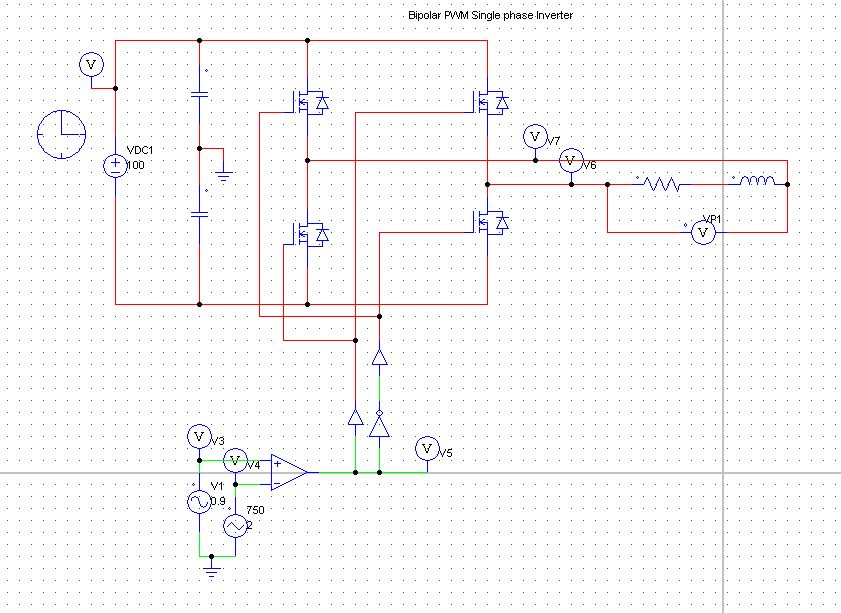 Bipolar PWM Single phase Inverter
V
VDC1
100
V
V7
V
V6
VP1
V
V
V3
V
V4
V
V5
V1
0.9
750
2